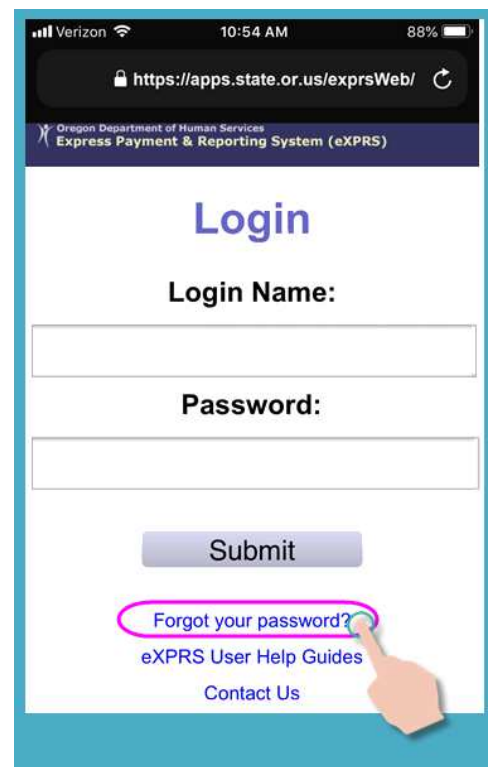 Verizon 10:54 AM 88%
https://apps.state.or.us/exprsWeb/
Oregon Department of Human Services
Express Payment & Reporting System (eXPRS)
Login
Login Name:
Password:
Submit
Forgot your password?
eXPRS User Help Guides
Contact Us